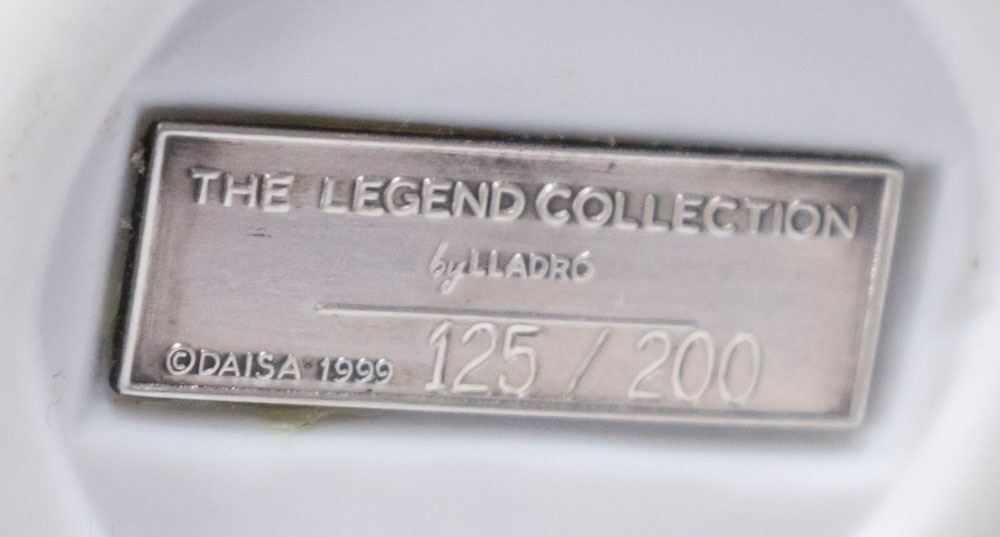 THE LEGEND COLLECTION
by LLADRÓ
©DAISA 1999 125 / 200